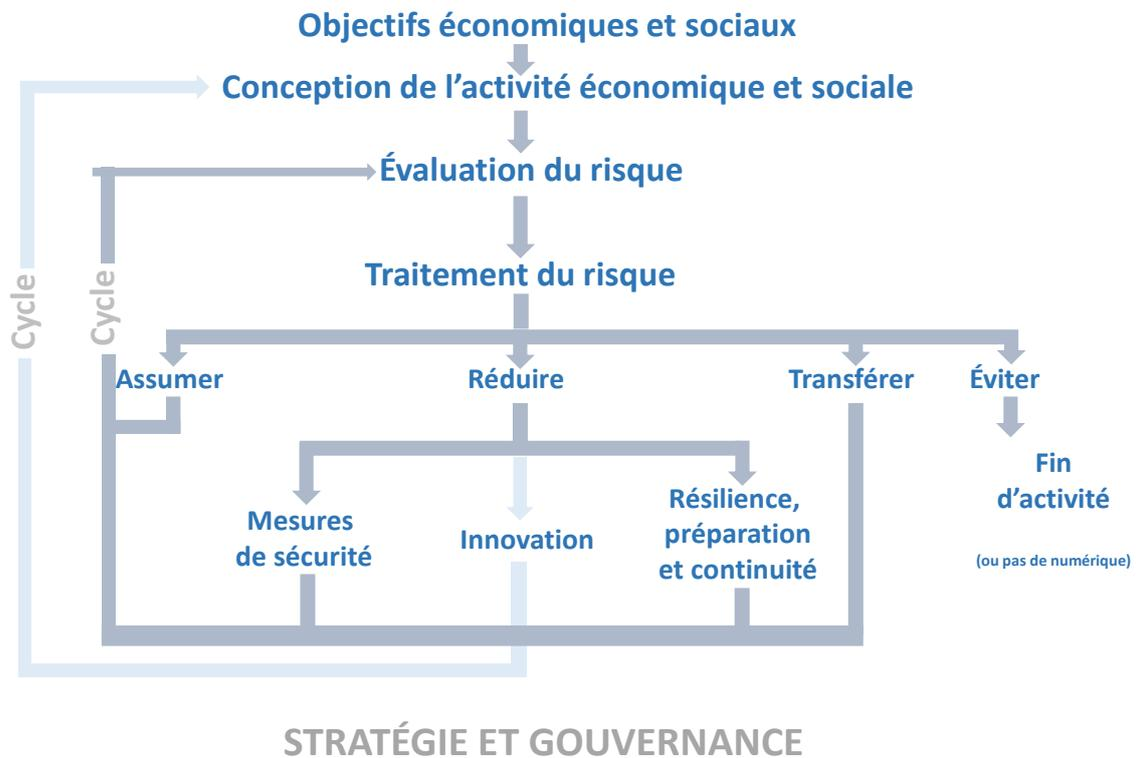 Objectifs économiques et sociaux
Conception de l’activité économique et sociale
Évaluation du risque
Traitement du risque
Cycle
Cycle
Assumer
Réduire
Transférer
Éviter
Mesures
de sécurité
Innovation
Résilience,
préparation
et continuité
Fin
d’activité
(ou pas de numérique)
STRATÉGIE ET GOUVERNANCE